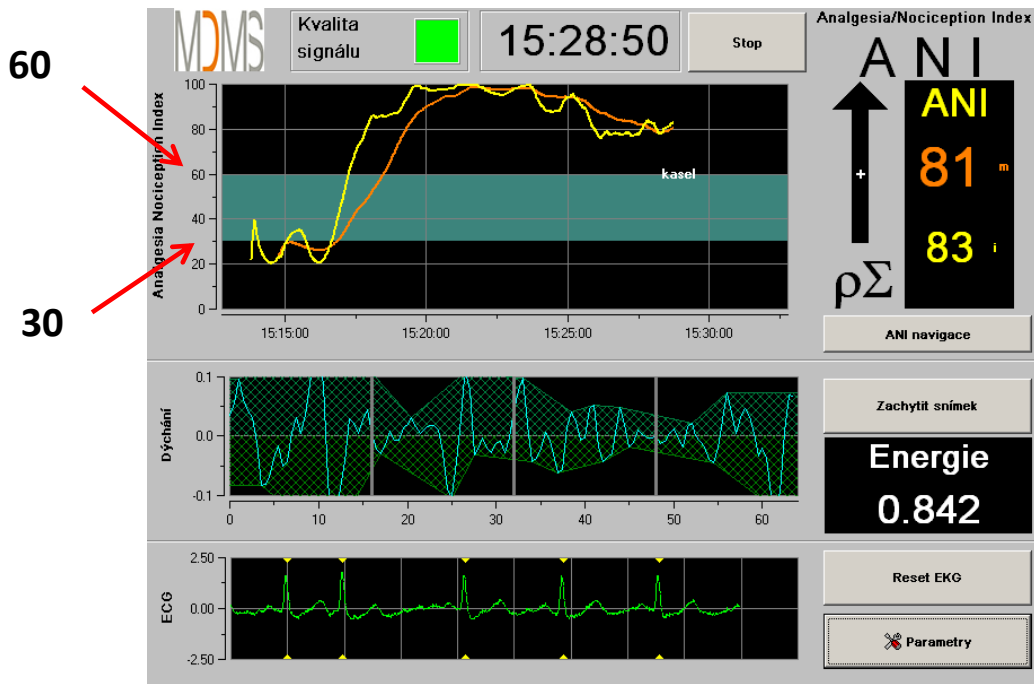 60
30
MDMS
Kvalita
signálu
15:28:50
Stop
Analgesia/Nociception Index
ANI
Analgesia Nociception Index
100
80
60
40
20
0
15:15:00
15:20:00
15:25:00
15:30:00
kasel
+
ρΣ
ANI
81 m
83 i
ANI navigace
Dýchání
0.1
0.0
-0.1
0
10
20
30
40
50
60
Zachytit snímek
Energie
0.842
ECG
2.50
0.00
-2.50
Reset EKG
Parametry